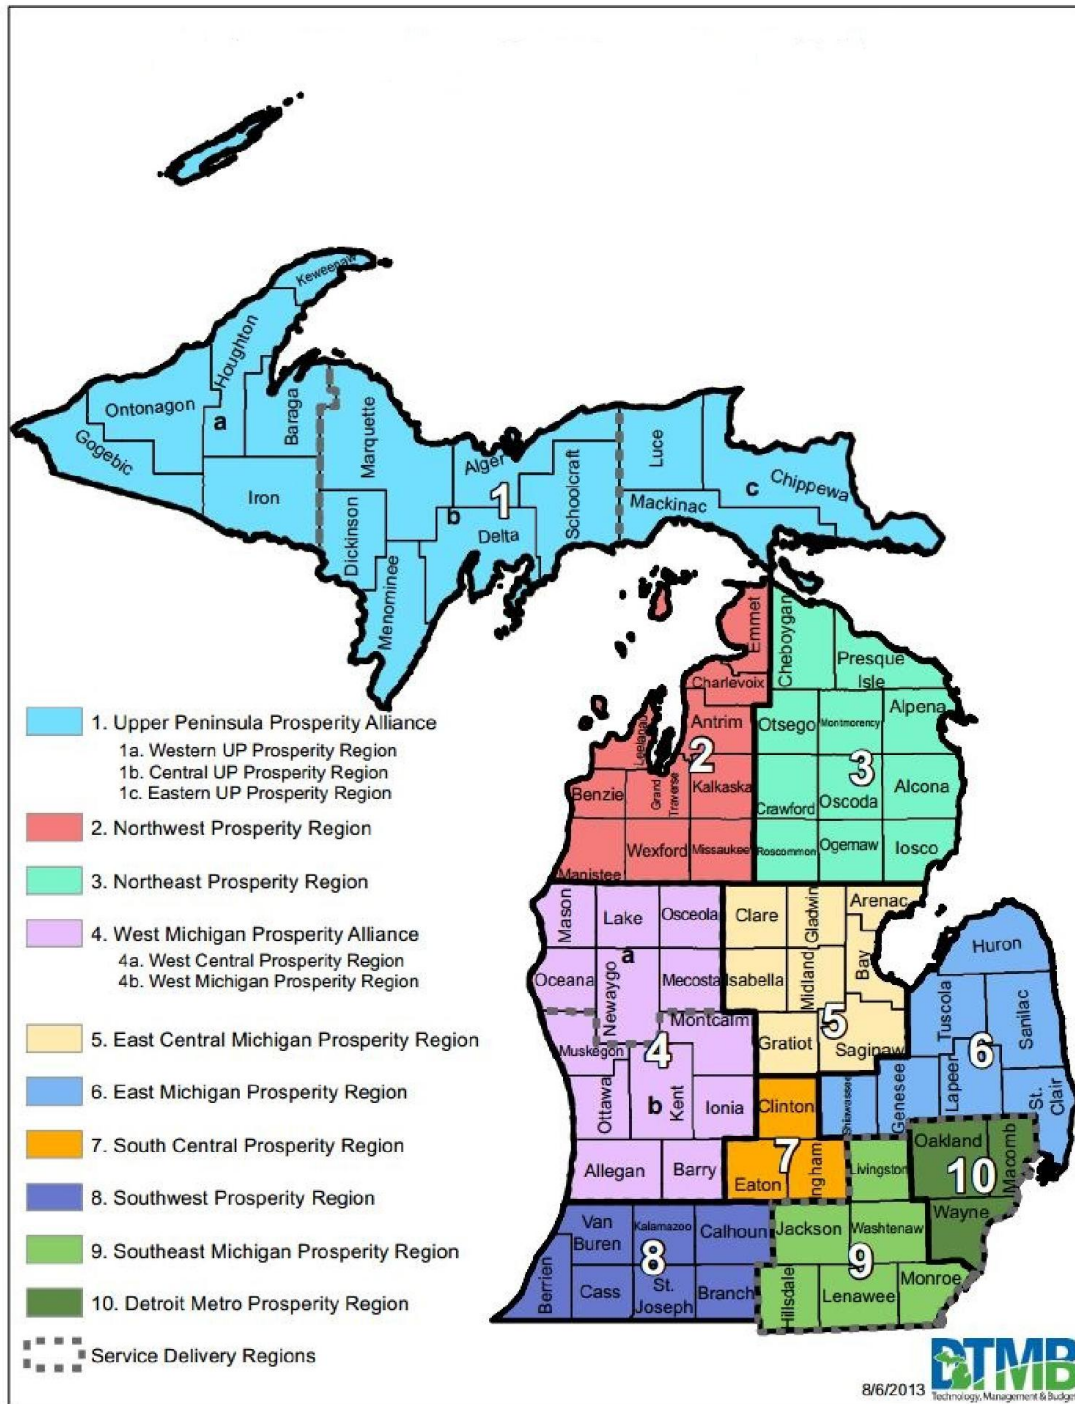 Keweenaw
Houghton
Ontonagon
a
Baraga
Gogebic
Iron
Marquette
Dickinson
Menominee
b
Alger
1
Delta
Schoolcraft
Luce
Mackinac
c
Chippewa
Emmet
Cheboygan
Presque
Isle
Charlevoix
Antrim
Otsego
Montmorency
Alpena
Leelanau
2
3
Benzie
Grand
Traverse
Kalkaska
Crawford
Oscoda
Alcona
Manistee
Wexford
Missaukee
Roscommon
Ogemaw
Iosco
Mason
Lake
Osceola
Clare
Gladwin
Arenac
a
Oceana
Newaygo
Mecosta
Isabella
Midland
Bay
Huron
Montcalm
Muskegon
4
Gratiot
5
Saginaw
Tuscola
Sanilac
6
Ottawa
b
Kent
Ionia
Clinton
Shiawassee
Genesee
Lapeer
St.
Clair
Allegan
Barry
Eaton
7
Ingham
Livingston
Oakland
Macomb
10
Wayne
Van
Buren
Kalamazoo
Calhoun
Jackson
Washtenaw
8
9
Berrien
Cass
St.
Joseph
Branch
Hillsdale
Lenawee
Monroe
1. Upper Peninsula Prosperity Alliance
1a. Western UP Prosperity Region
1b. Central UP Prosperity Region
1c. Eastern UP Prosperity Region
2. Northwest Prosperity Region
3. Northeast Prosperity Region
4. West Michigan Prosperity Alliance
4a. West Central Prosperity Region
4b. West Michigan Prosperity Region
5. East Central Michigan Prosperity Region
6. East Michigan Prosperity Region
7. South Central Prosperity Region
8. Southwest Prosperity Region
9. Southeast Michigan Prosperity Region
10. Detroit Metro Prosperity Region
Service Delivery Regions
8/6/2013
DTMB
Technology, Management & Budget